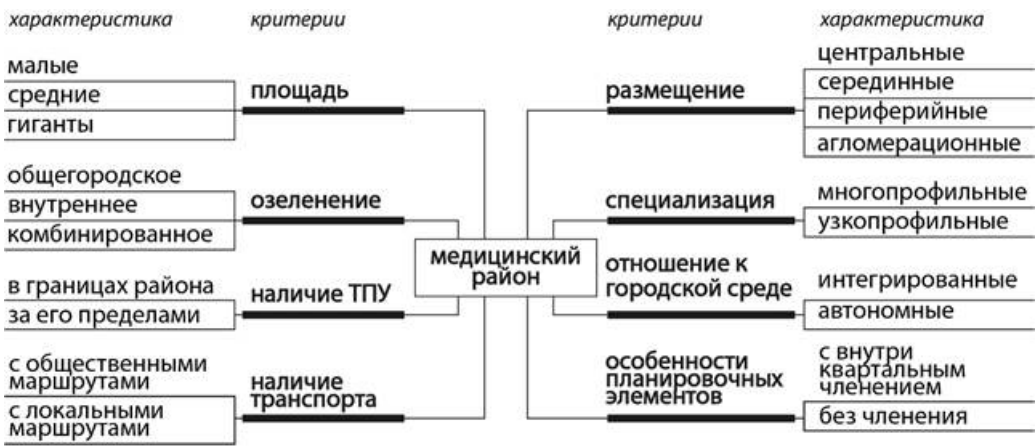 характеристика
критерии
критерии
характеристика
малые
средние
гиганты
площадь
общегородское
внутреннее
комбинированное
озеленение
в границах района
за его пределами
наличие ТПУ
с общественными
маршрутами
с локальными
маршрутами
наличие
транспорта
медицинский
район
размещение
центральные
серединные
периферийные
агломерационные
специализация
многопрофильные
узкопрофильные
отношение к
городской среде
интегрированные
автономные
особенности
планировочных
элементов
с внутри
квартальным
членением
без членения